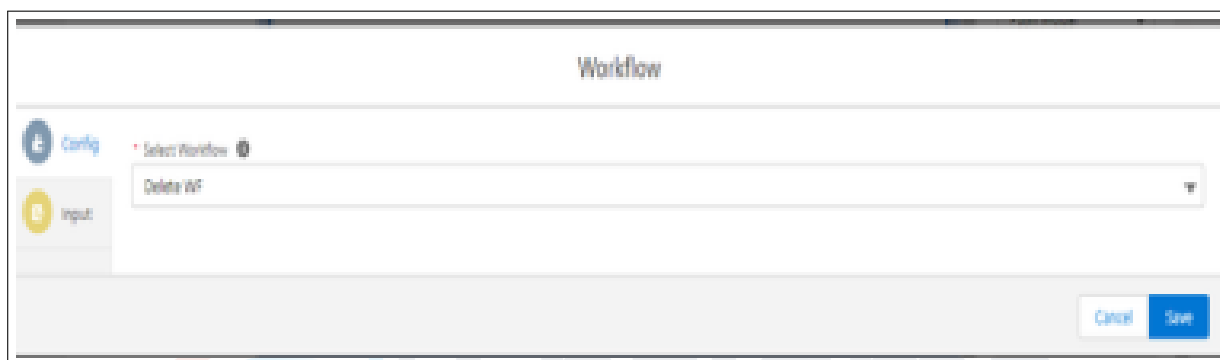 Workflow
Config
* Select Workflow
Delete WF
Input
Cancel
Save